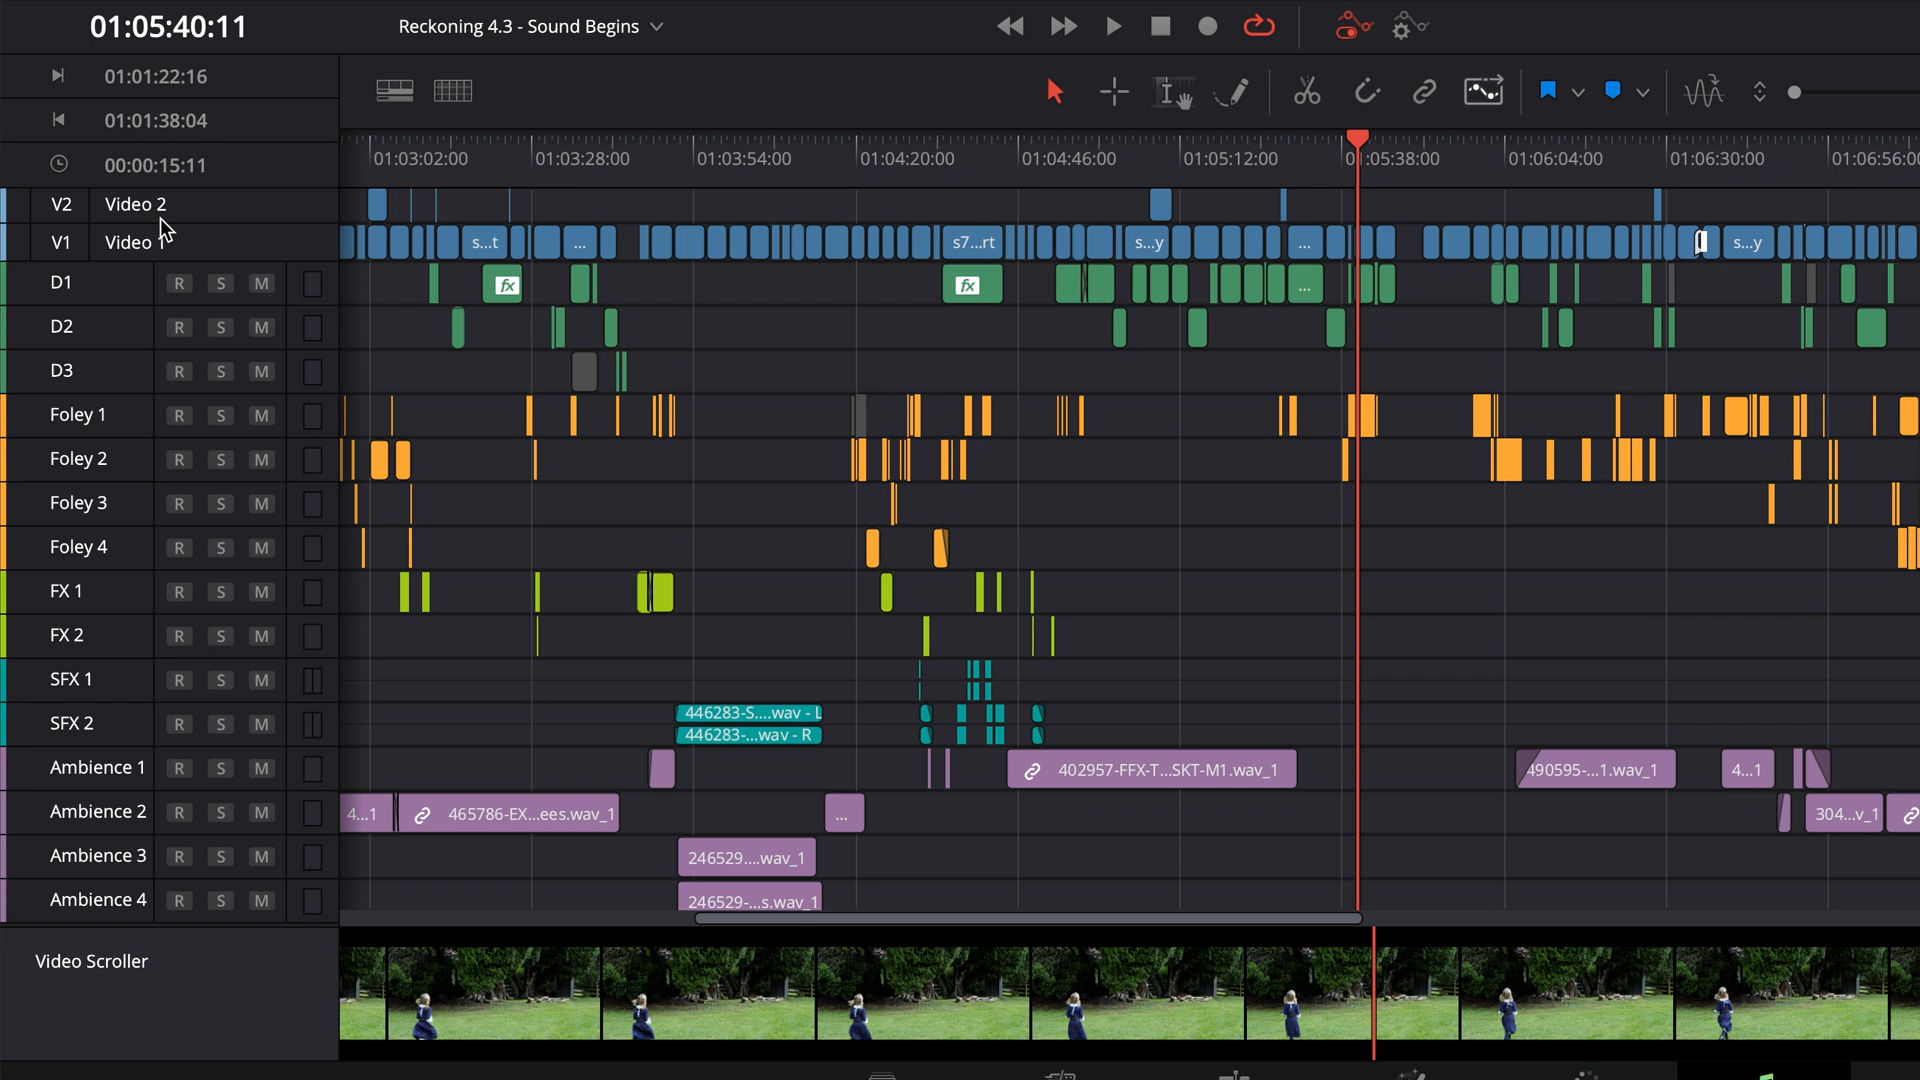 01:05:40:11
Reckoning 4.3 - Sound Begins
01:01:22:16
01:01:38:04
00:00:15:11
01:03:02:00 01:03:28:00 01:03:54:00 01:04:20:00 01:04:46:00 01:05:12:00 01:05:38:00 01:06:04:00 01:06:30:00 01:06:56:00
V2 Video 2
V1 Video 1 s...t ... s7...rt s...y ... s...y
D1 R S M fx fx ...
D2 R S M
D3 R S M
Foley 1 R S M
Foley 2 R S M
Foley 3 R S M
Foley 4 R S M
FX 1 R S M
FX 2 R S M
SFX 1 R S M
446283-S....wav - L
SFX 2 R S M
446283-...wav - R
Ambience 1 R S M 402957-FFX-T...SKT-M1.wav_1 490595-...1.wav_1 4...1
Ambience 2 R S M 4...1 465786-EX...ees.wav_1 ... 304...v_1
Ambience 3 R S M 246529....wav_1
Ambience 4 R S M 246529-...s.wav_1
Video Scroller